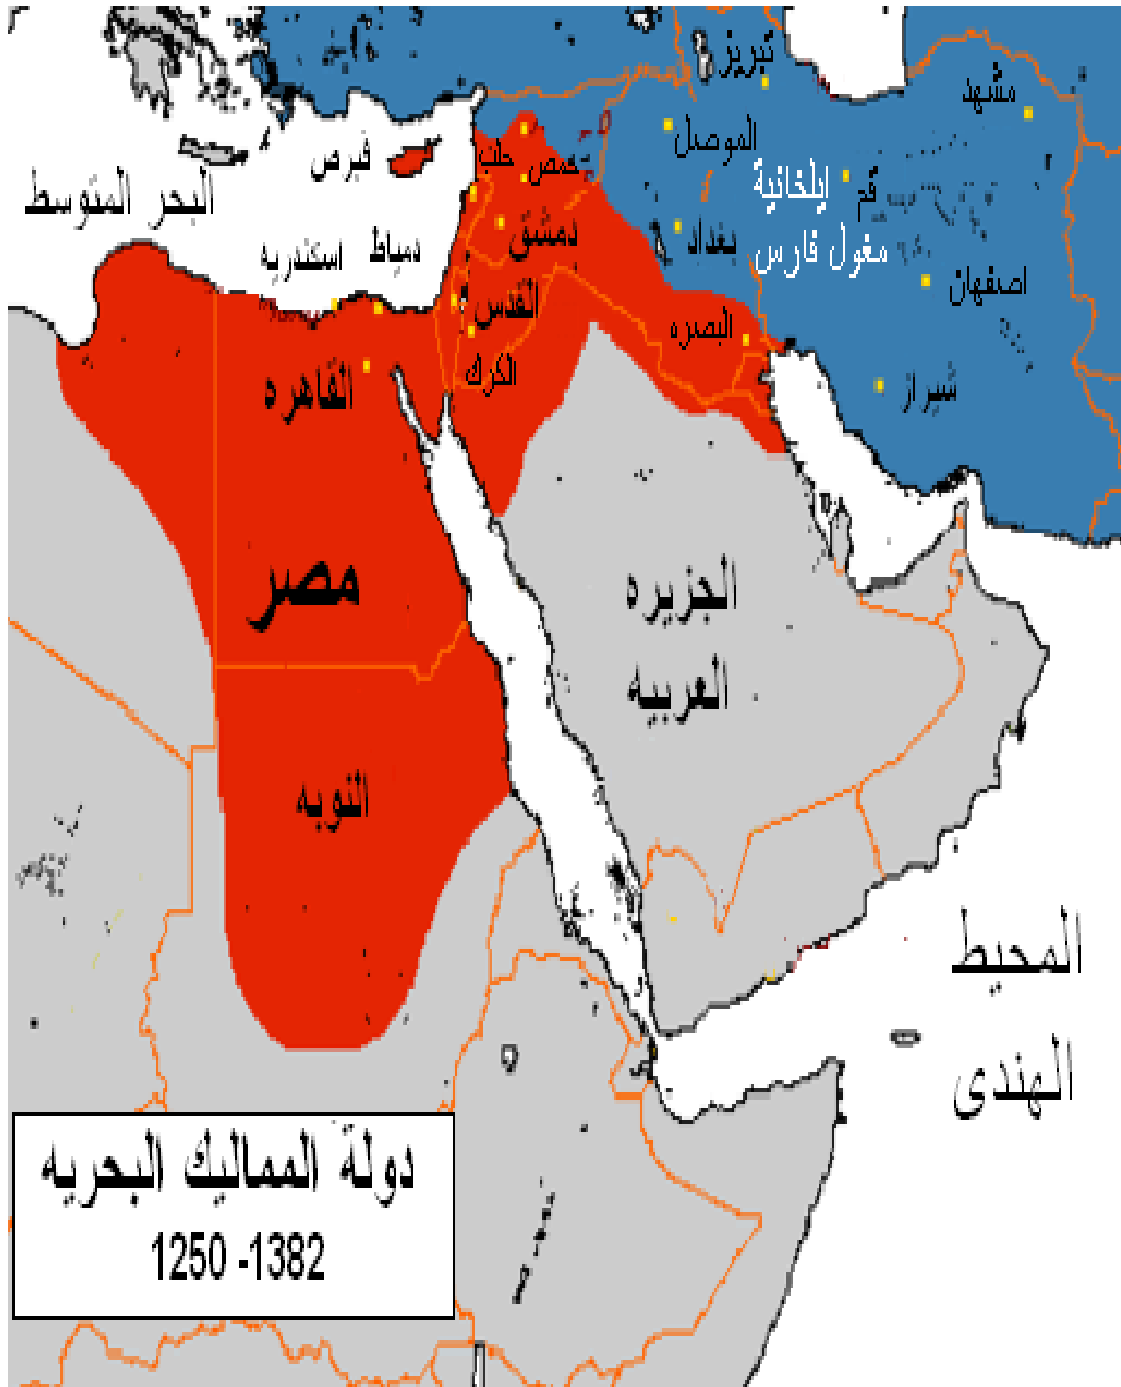 تبريز
مشهد
الموصل
قبرص
حلب
حمص
ايلخانية
مغول فارس
قم
البحر المتوسط
دمشق
بغداد
اسكندريه
دمياط
اصفهان
القدس
البصره
الكرك
شيراز
القاهره
مصر
الجزيره
العربيه
النوبه
المحيط
الهندى
دولة المماليك البحريه
1250 -1382